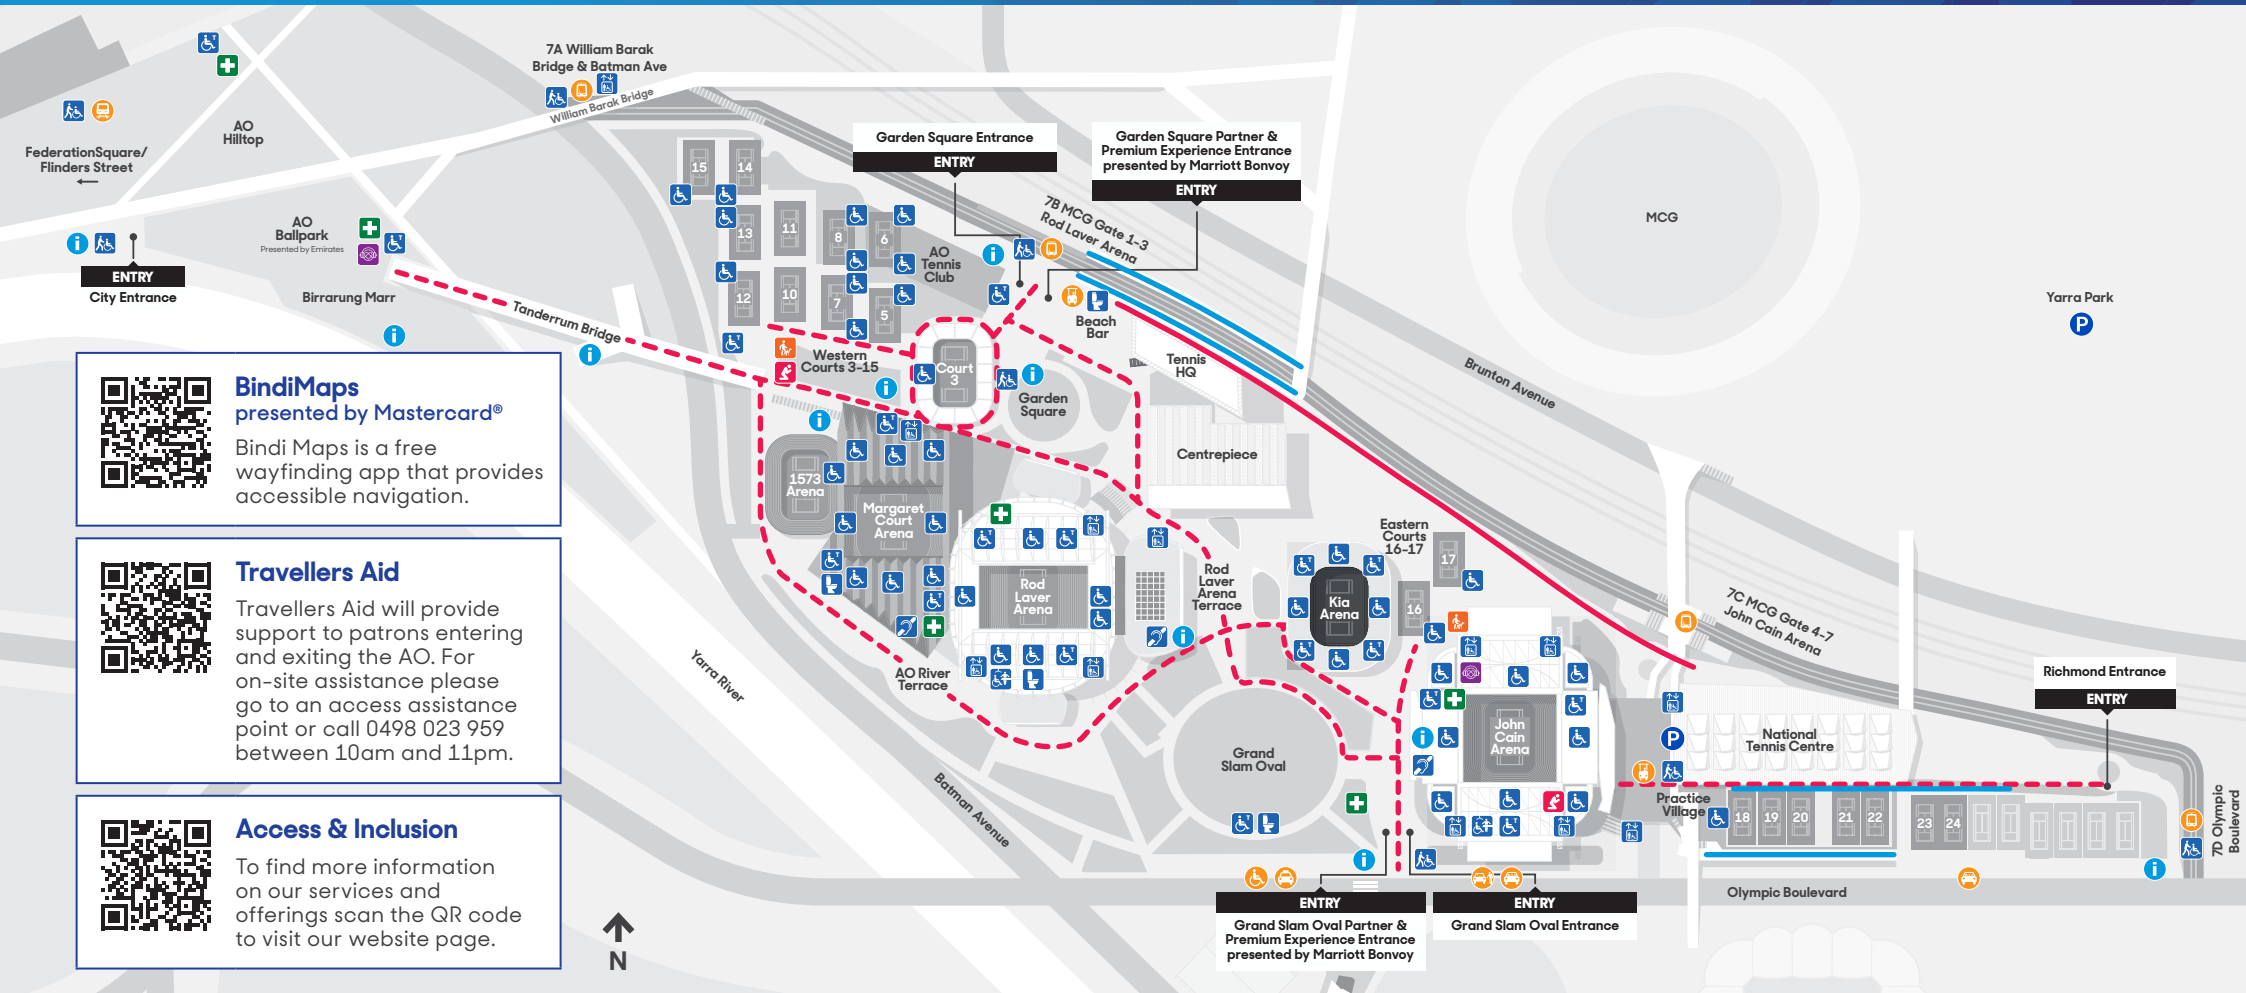 7A William Barak
Bridge & Batman Ave
William Barak Bridge
AO
Hilltop
FederationSquare/
Flinders Street
AO
Ballpark
Presented by Emirates
ENTRY
City Entrance
Birrarung Marr
Tanderrum Bridge
Garden Square Entrance
ENTRY
Garden Square Partner &
Premium Experience Entrance
presented by Marriott Bonvoy
ENTRY
7B MCG Gate 1-3
Rod Laver Arena
MCG
Yarra Park
P
Brunton Avenue
15
14
13
11
8
6
12
10
7
5
AO
Tennis
Club
Beach
Bar
Tennis
HQ
Western
Courts 3-15
Court
3
Garden
Square
Centrepiece
1573
Arena
Margaret
Court
Arena
Rod
Laver
Arena
Rod
Laver
Arena
Terrace
AO River
Terrace
Eastern
Courts
16-17
17
16
Kia
Arena
John
Cain
Arena
Grand
Slam Oval
7C MCG Gate 4-7
John Cain Arena
Richmond Entrance
ENTRY
P
National
Tennis Centre
Practice
Village
18
19
20
21
22
23
24
7D Olympic
Boulevard
Olympic Boulevard
Yarra River
Batman Avenue
ENTRY
Grand Slam Oval Partner &
Premium Experience Entrance
presented by Marriott Bonvoy
ENTRY
Grand Slam Oval Entrance
N
BindiMaps
presented by Mastercard®
Bindi Maps is a free
wayfinding app that provides
accessible navigation.
Travellers Aid
Travellers Aid will provide
support to patrons entering
and exiting the AO. For
on-site assistance please
go to an access assistance
point or call 0498 023 959
between 10am and 11pm.
Access & Inclusion
To find more information
on our services and
offerings scan the QR code
to visit our website page.